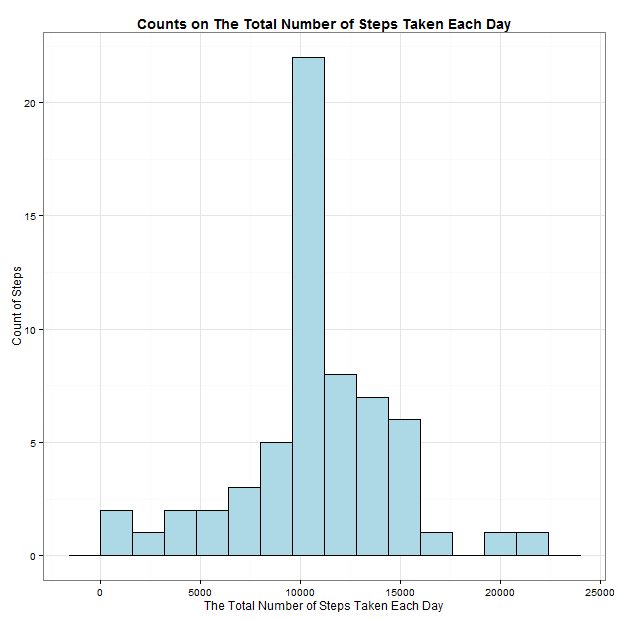 Counts on The Total Number of Steps Taken Each Day
20
15
10
5
0
Count of Steps
0 5000 10000 15000 20000 25000
The Total Number of Steps Taken Each Day